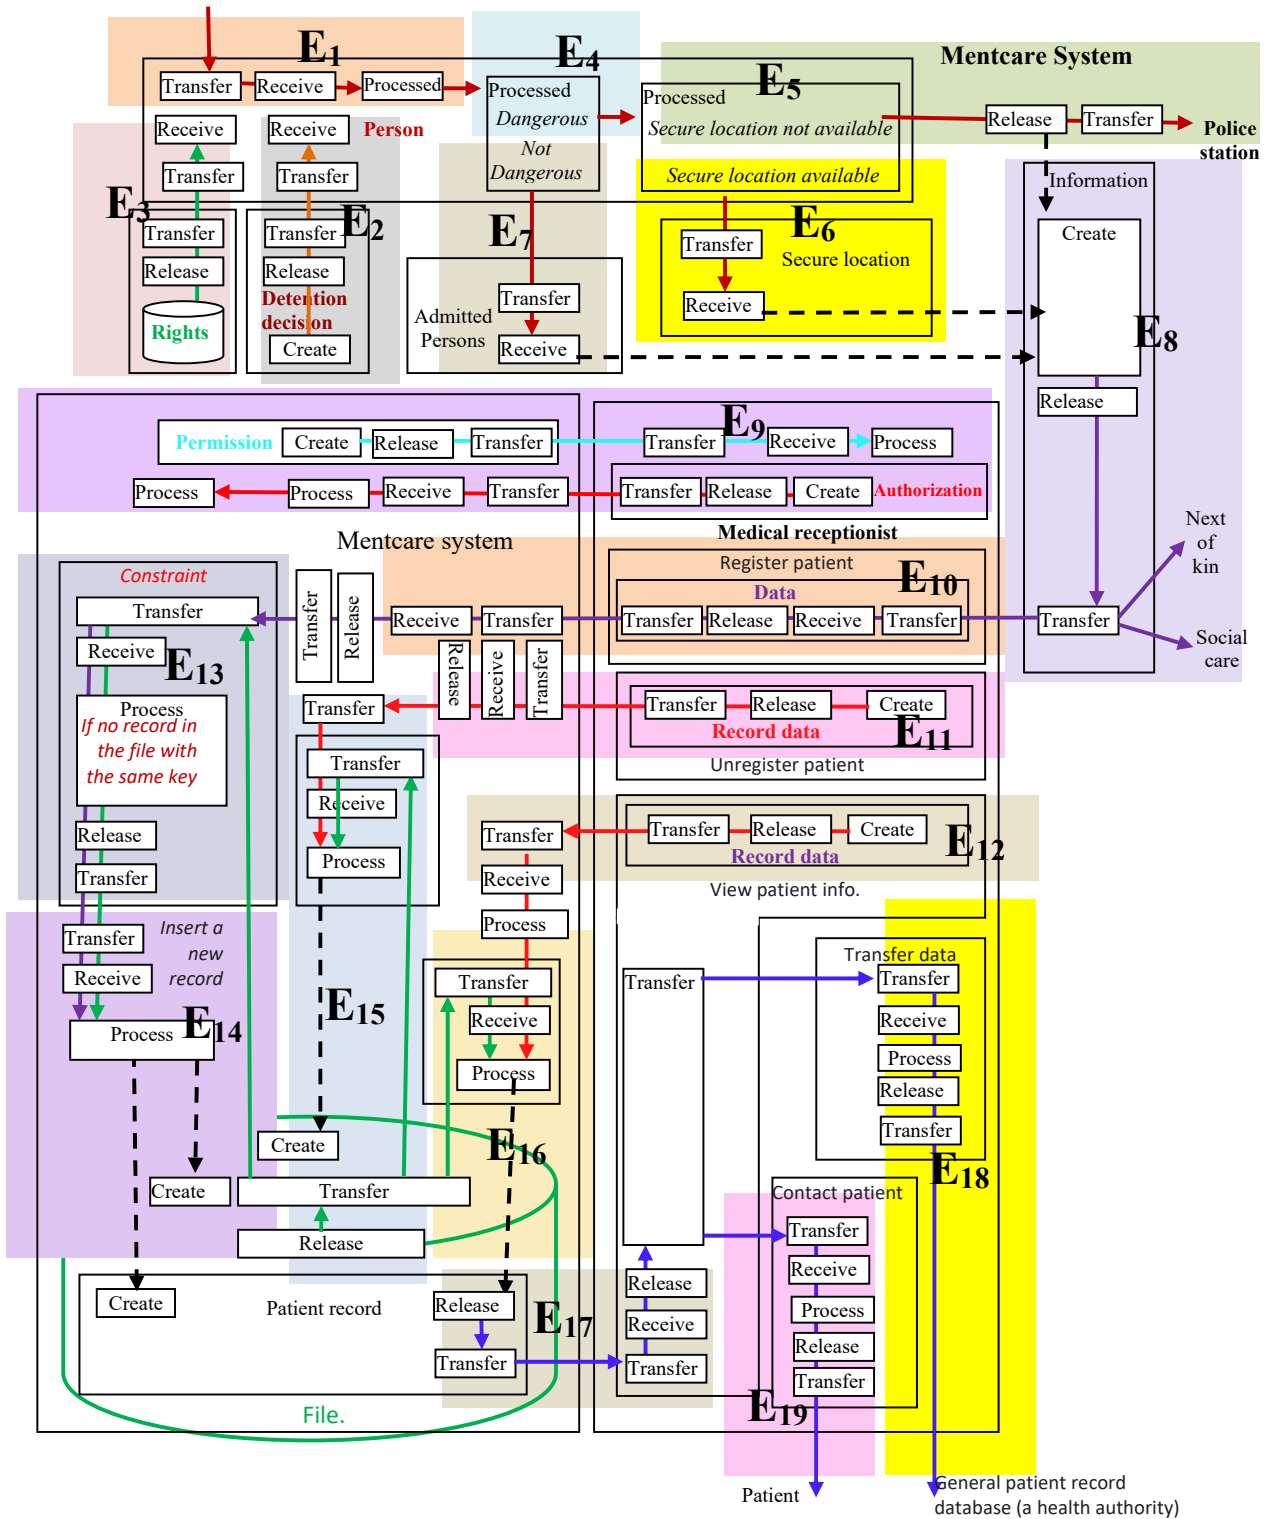 E1
E4
Mentcare System
E5
Transfer
Receive
Processed
Processed
Dangerous
Not
Dangerous
Processed
Secure location not available
Secure location available
Release
Transfer
Police
station
Receive
Receive
Person
Transfer
Transfer
E3
E2
Transfer
Transfer
Release
Release
Rights
Detention
decision
Create
E7
Admitted
Persons
Transfer
Receive
E6
Transfer
Secure location
Receive
Information
Create
E8
Release
E9
Permission
Create
Release
Transfer
Transfer
Receive
Process
Process
Process
Receive
Transfer
Transfer
Release
Create
Authorization
Medical receptionist
Mentcare system
Next
of
kin
Register patient
E10
Data
Constraint
Transfer
Transfer
Release
Receive
Transfer
Transfer
Release
Receive
Transfer
Transfer
Social
care
Receive
E13
Release
Receive
Transfer
Process
If no record in
the file with
the same key
Transfer
Transfer
Release
Create
Record data
E11
Unregister patient
Transfer
Receive
Process
Release
Transfer
Transfer
Receive
Process
Transfer
Release
Create
Record data
E12
View patient info.
Transfer
Receive
Insert a
new
record
Process
E14
E15
Transfer
Receive
Process
Transfer
Transfer data
Transfer
Receive
Process
Release
Transfer
E18
Create
E16
Create
Transfer
Release
Contact patient
Transfer
Receive
Process
Release
Transfer
E19
Create
Patient record
Release
Transfer
E17
Release
Receive
Transfer
File.
Patient
General patient record
database (a health authority)